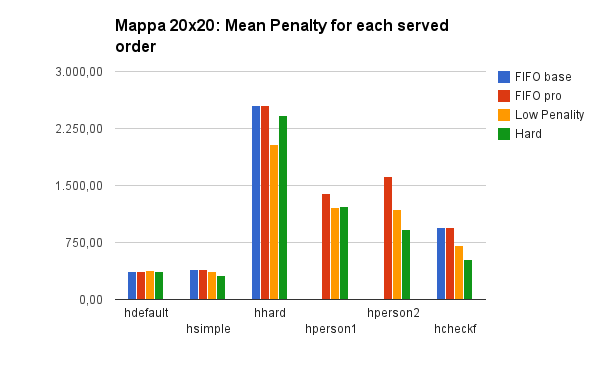 Mappa 20x20: Mean Penalty for each served
order
3.000,00
2.250,00
1.500,00
750,00
0,00
hdefault
hsimple
hhard
hperson1
hperson2
hcheckf
FIFO base
FIFO pro
Low Penality
Hard